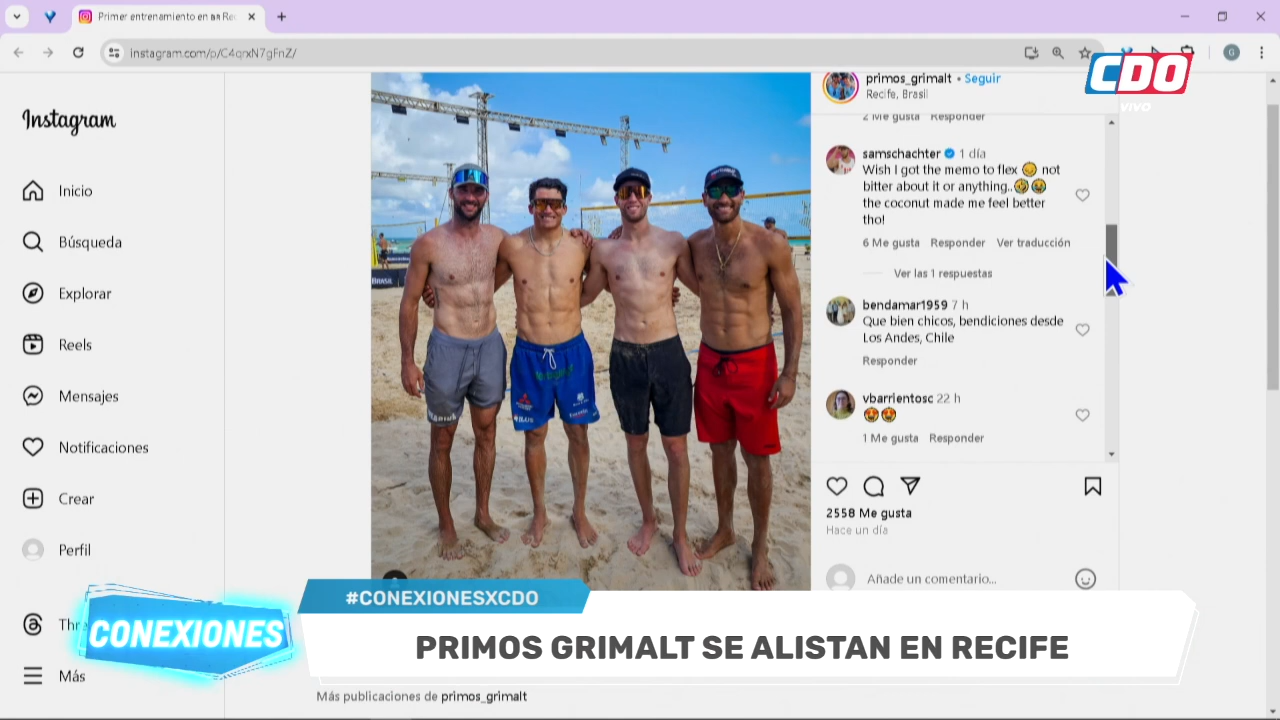 Primer entrenamiento en
instagram.com/p/C4qrxN7gFnZ/
G
CDO
VIVO
Instagram
Inicio
Búsqueda
Explorar
Reels
Mensajes
Notificaciones
Crear
Perfil
Más
BRASIL
primos_grimalt • Seguir
Recife, Brasil
2 Me gusta Responder
samschachter 1 día
Wish I got the memo to flex 😔 not
bitter about it or anything..🤣😭
the coconut made me feel better
tho!
6 Me gusta Responder Ver traducción
Ver las 1 respuestas
bendamar1959 7 h
Que bien chicos, bendiciones desde
Los Andes, Chile
Responder
vbarrientosc 22 h
😍😍
1 Me gusta Responder
2558 Me gusta
Hace un día
Añade un comentario...
#CONEXIONESXCDO
CONEXIONES
PRIMOS GRIMALT SE ALISTAN EN RECIFE
Más publicaciones de primos_grimalt